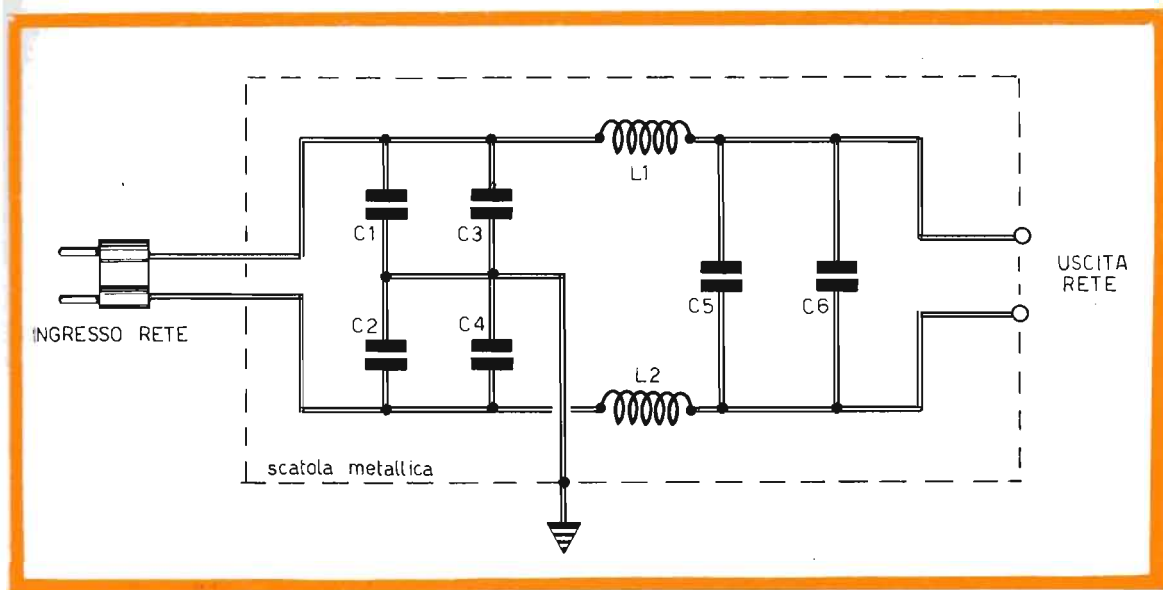 L1
C1
C3
C2
C4
C5
C6
L2
INGRESSO RETE
USCITA
RETE
scatola metallica